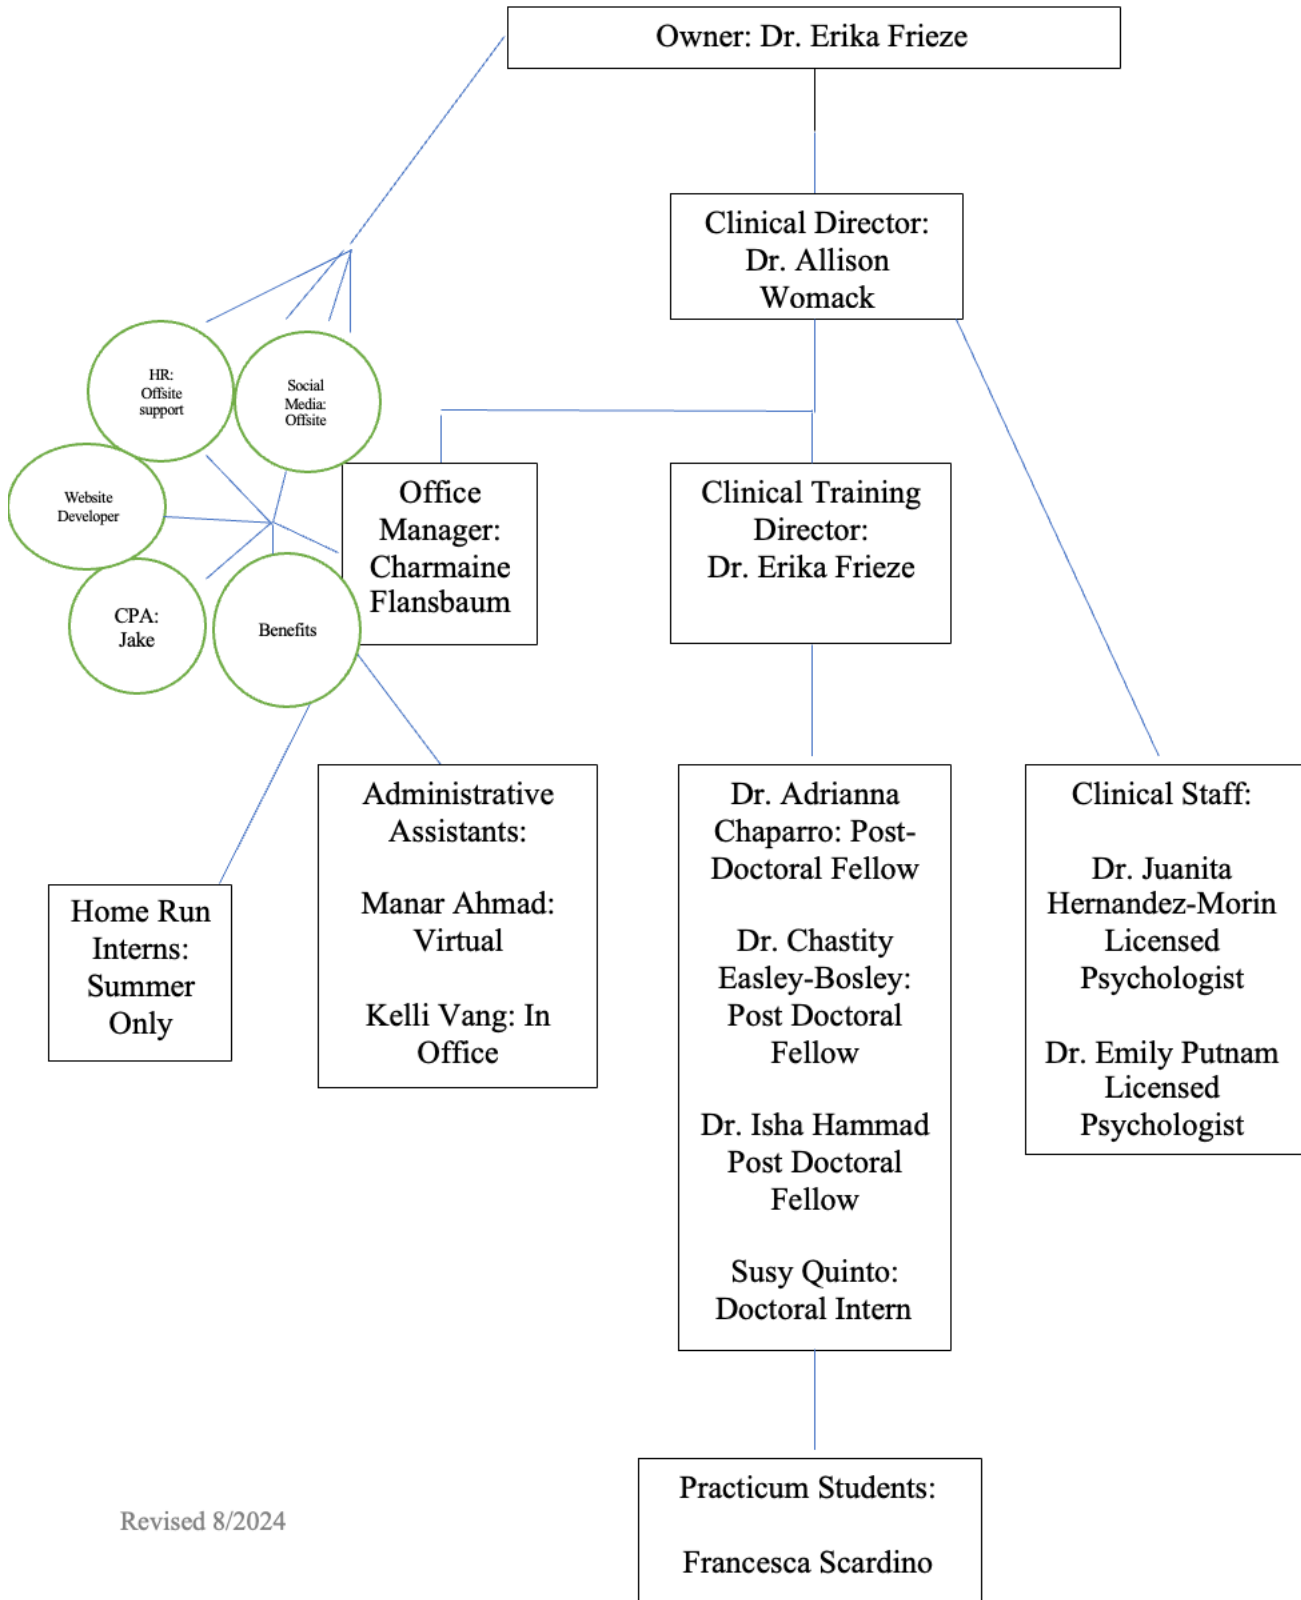 Owner: Dr. Erika Frieze
Clinical Director:
Dr. Allison
Womack
HR:
Offsite
support
Social
Media:
Offsite
Website
Developer
CPA:
Jake
Benefits
Office
Manager:
Charmaine
Flansbaum
Clinical Training
Director:
Dr. Erika Frieze
Home Run
Interns:
Summer
Only
Administrative
Assistants:
Manar Ahmad:
Virtual
Kelli Vang: In
Office
Dr. Adrianna
Chaparro: Post-
Doctoral Fellow
Dr. Chastity
Easley-Bosley:
Post Doctoral
Fellow
Dr. Isha Hammad
Post Doctoral
Fellow
Susy Quinto:
Doctoral Intern
Clinical Staff:
Dr. Juanita
Hernandez-Morin
Licensed
Psychologist
Dr. Emily Putnam
Licensed
Psychologist
Practicum Students:
Francesca Scardino
Revised 8/2024